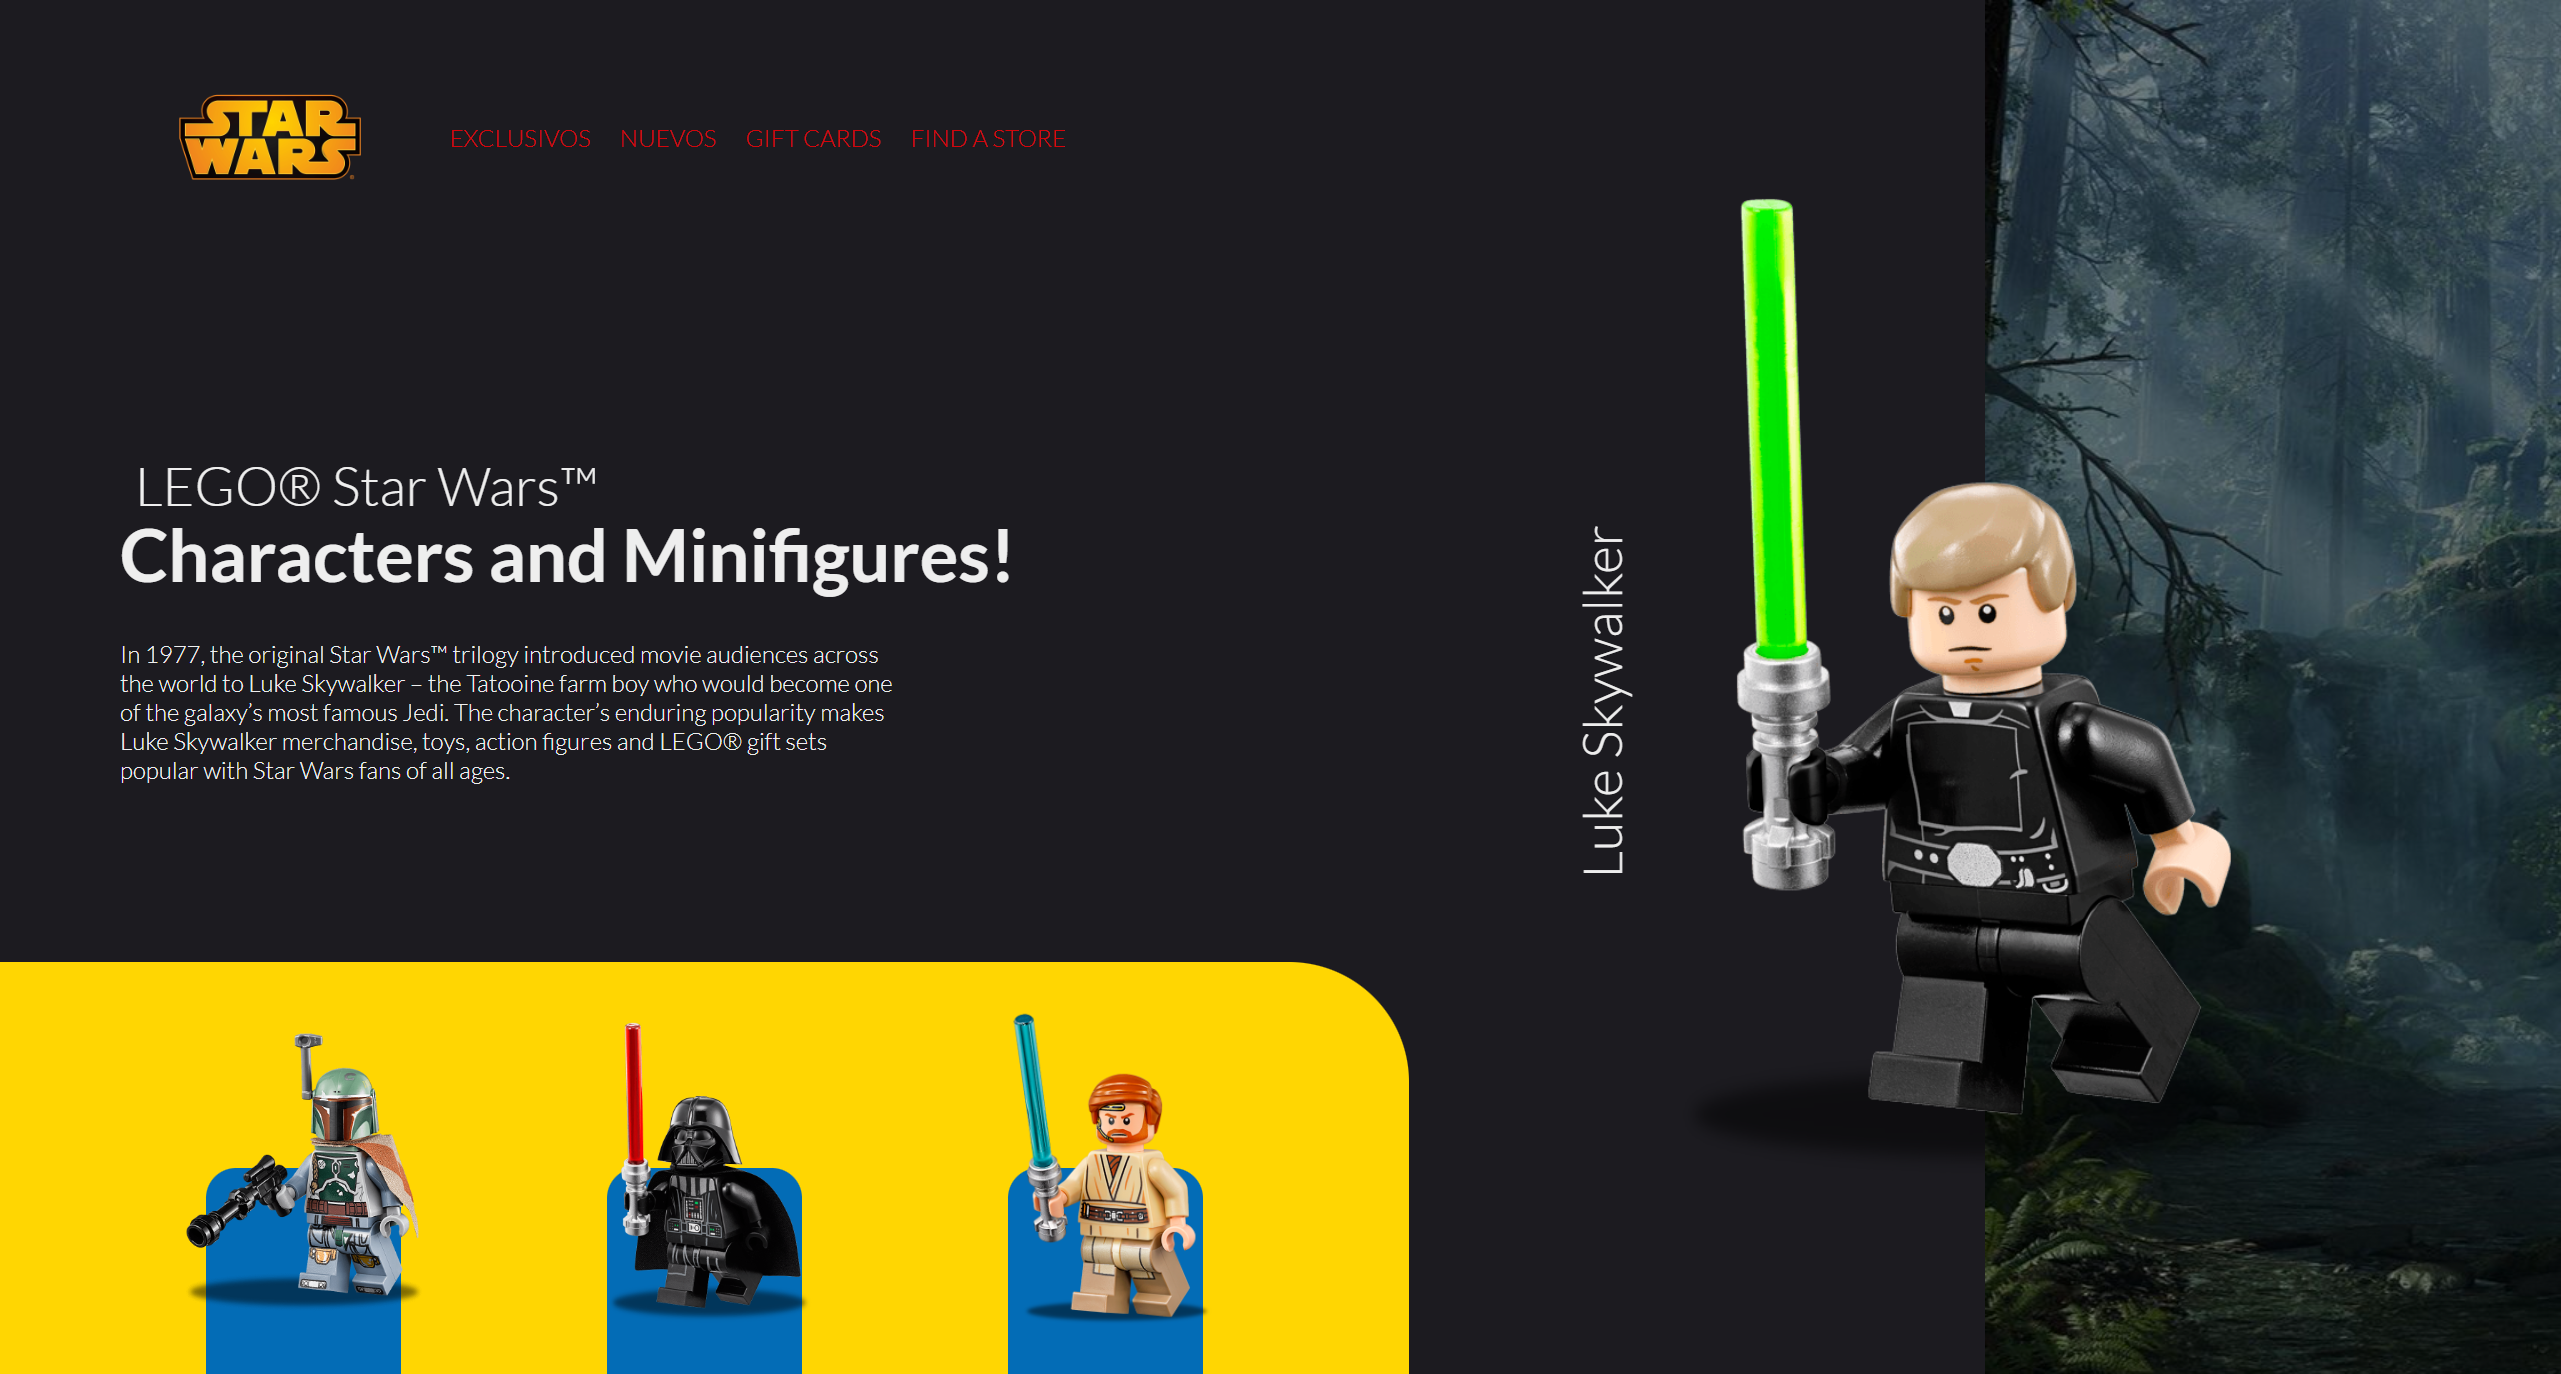 STAR
WARS
EXCLUSIVOS NUEVOS GIFT CARDS FIND A STORE
LEGO® Star Wars™
Characters and Minifigures!
In 1977, the original Star Wars™ trilogy introduced movie audiences across
the world to Luke Skywalker – the Tatooine farm boy who would become one
of the galaxy’s most famous Jedi. The character’s enduring popularity makes
Luke Skywalker merchandise, toys, action figures and LEGO® gift sets
popular with Star Wars fans of all ages.
Luke Skywalker